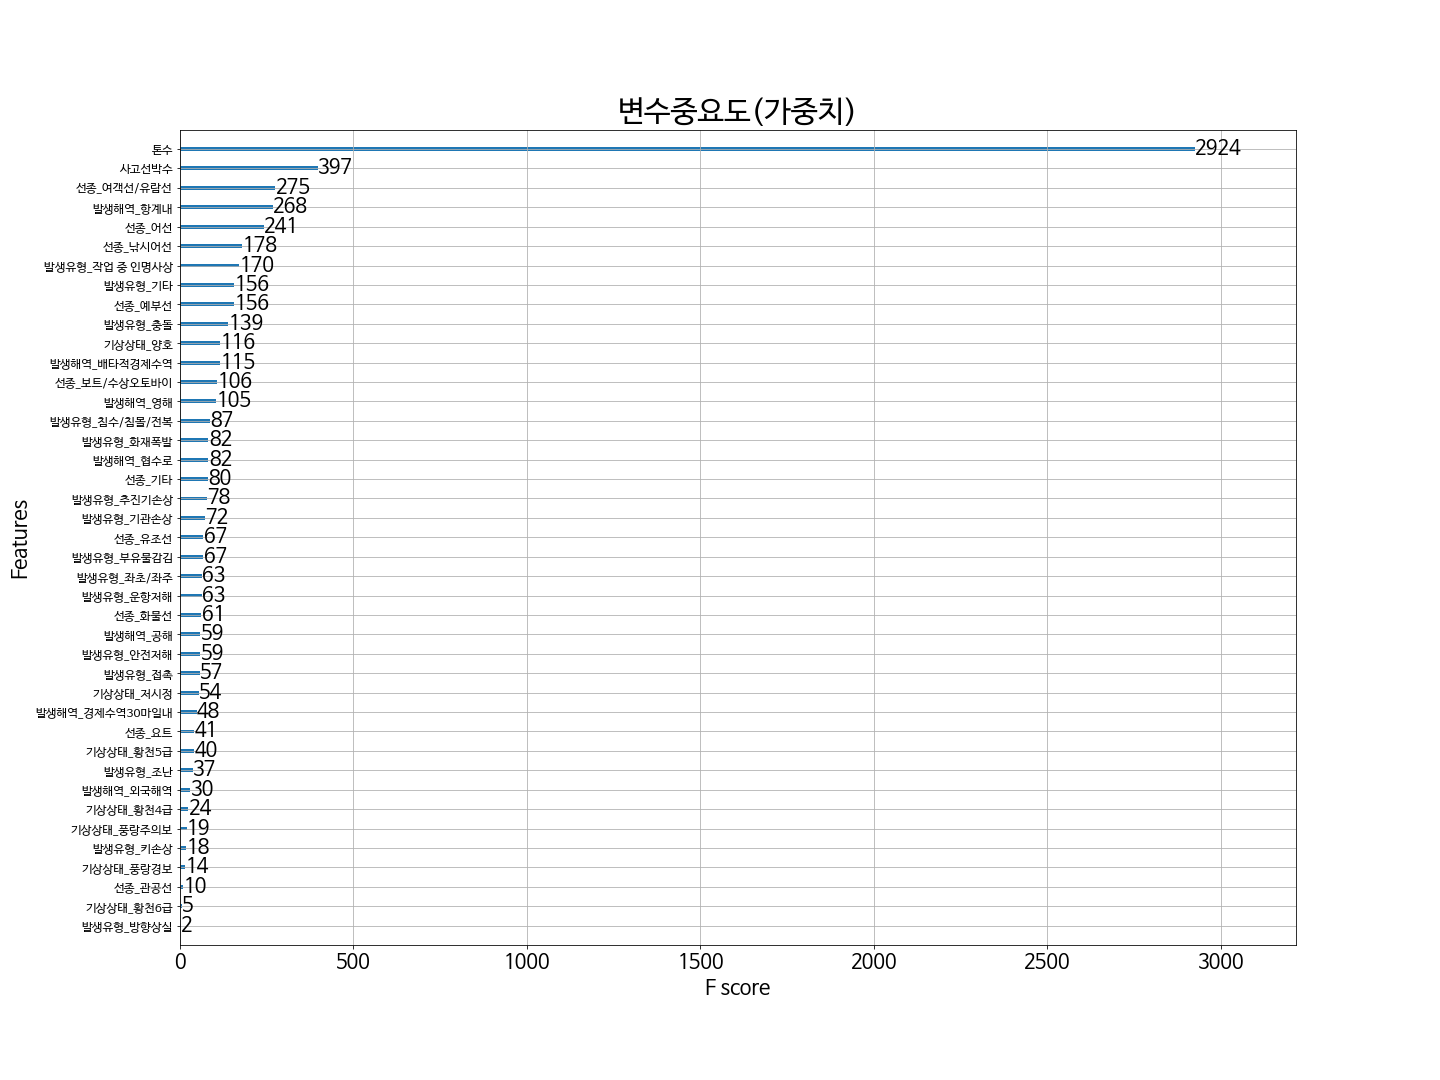 변수중요도(가중치)
톤수 2924
사고선박수 397
선종_여객선/유람선 275
발생해역_항계내 268
선종_어선 241
선종_낚시어선 178
발생유형_작업 중 인명사상 170
발생유형_기타 156
선종_예부선 156
발생유형_충돌 139
기상상태_양호 116
발생해역_배타적경제수역 115
선종_보트/수상오토바이 106
발생해역_영해 105
발생유형_침수/침몰/전복 87
발생유형_화재폭발 82
발생해역_협수로 82
선종_기타 80
발생유형_추진기손상 78
발생유형_기관손상 72
선종_유조선 67
발생유형_부유물감김 67
발생유형_좌초/좌주 63
발생유형_운항저해 63
선종_화물선 61
발생해역_공해 59
발생유형_안전저해 59
발생유형_접촉 57
기상상태_저시정 54
발생해역_경제수역30마일내 48
선종_요트 41
기상상태_황천5급 40
발생유형_조난 37
발생해역_외국해역 30
기상상태_황천4급 24
기상상태_풍랑주의보 19
발생유형_키손상 18
기상상태_풍랑경보 14
선종_관공선 10
기상상태_황천6급 5
발생유형_방향상실 2
Features
0 500 1000 1500 2000 2500 3000
F score